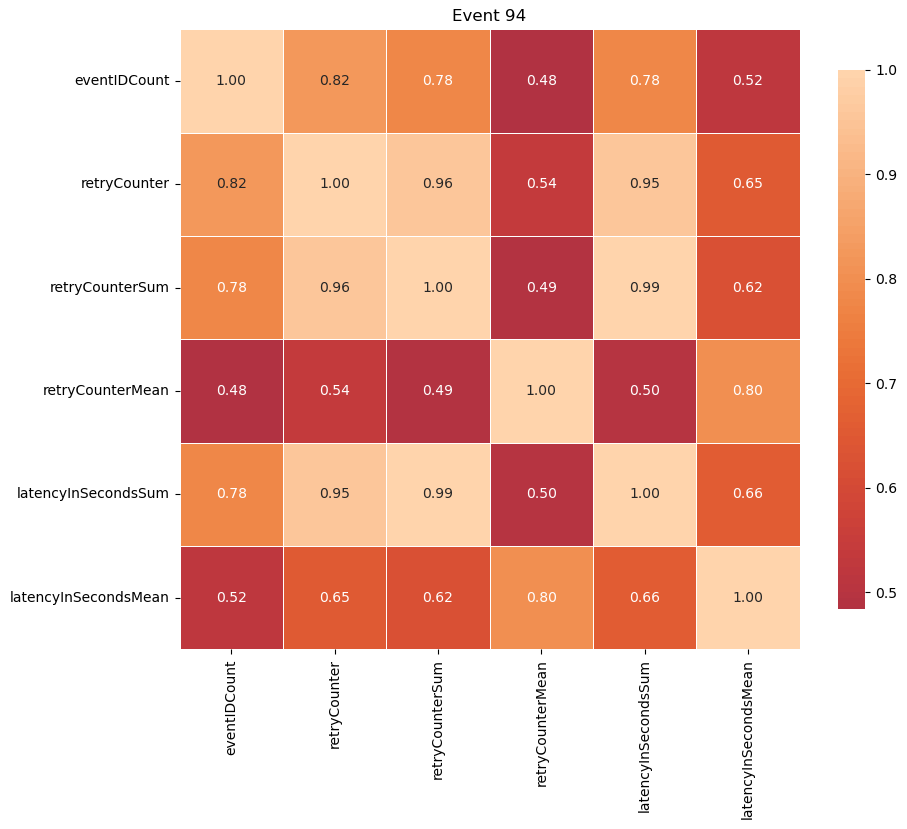 Event 94
eventIDCount 1.00 0.82 0.78 0.48 0.78 0.52
retryCounter 0.82 1.00 0.96 0.54 0.95 0.65
retryCounterSum 0.78 0.96 1.00 0.49 0.99 0.62
retryCounterMean 0.48 0.54 0.49 1.00 0.50 0.80
latencyInSecondsSum 0.78 0.95 0.99 0.50 1.00 0.66
latencyInSecondsMean 0.52 0.65 0.62 0.80 0.66 1.00
eventIDCount
retryCounter
retryCounterSum
retryCounterMean
latencyInSecondsSum
latencyInSecondsMean
1.0
0.9
0.8
0.7
0.6
0.5